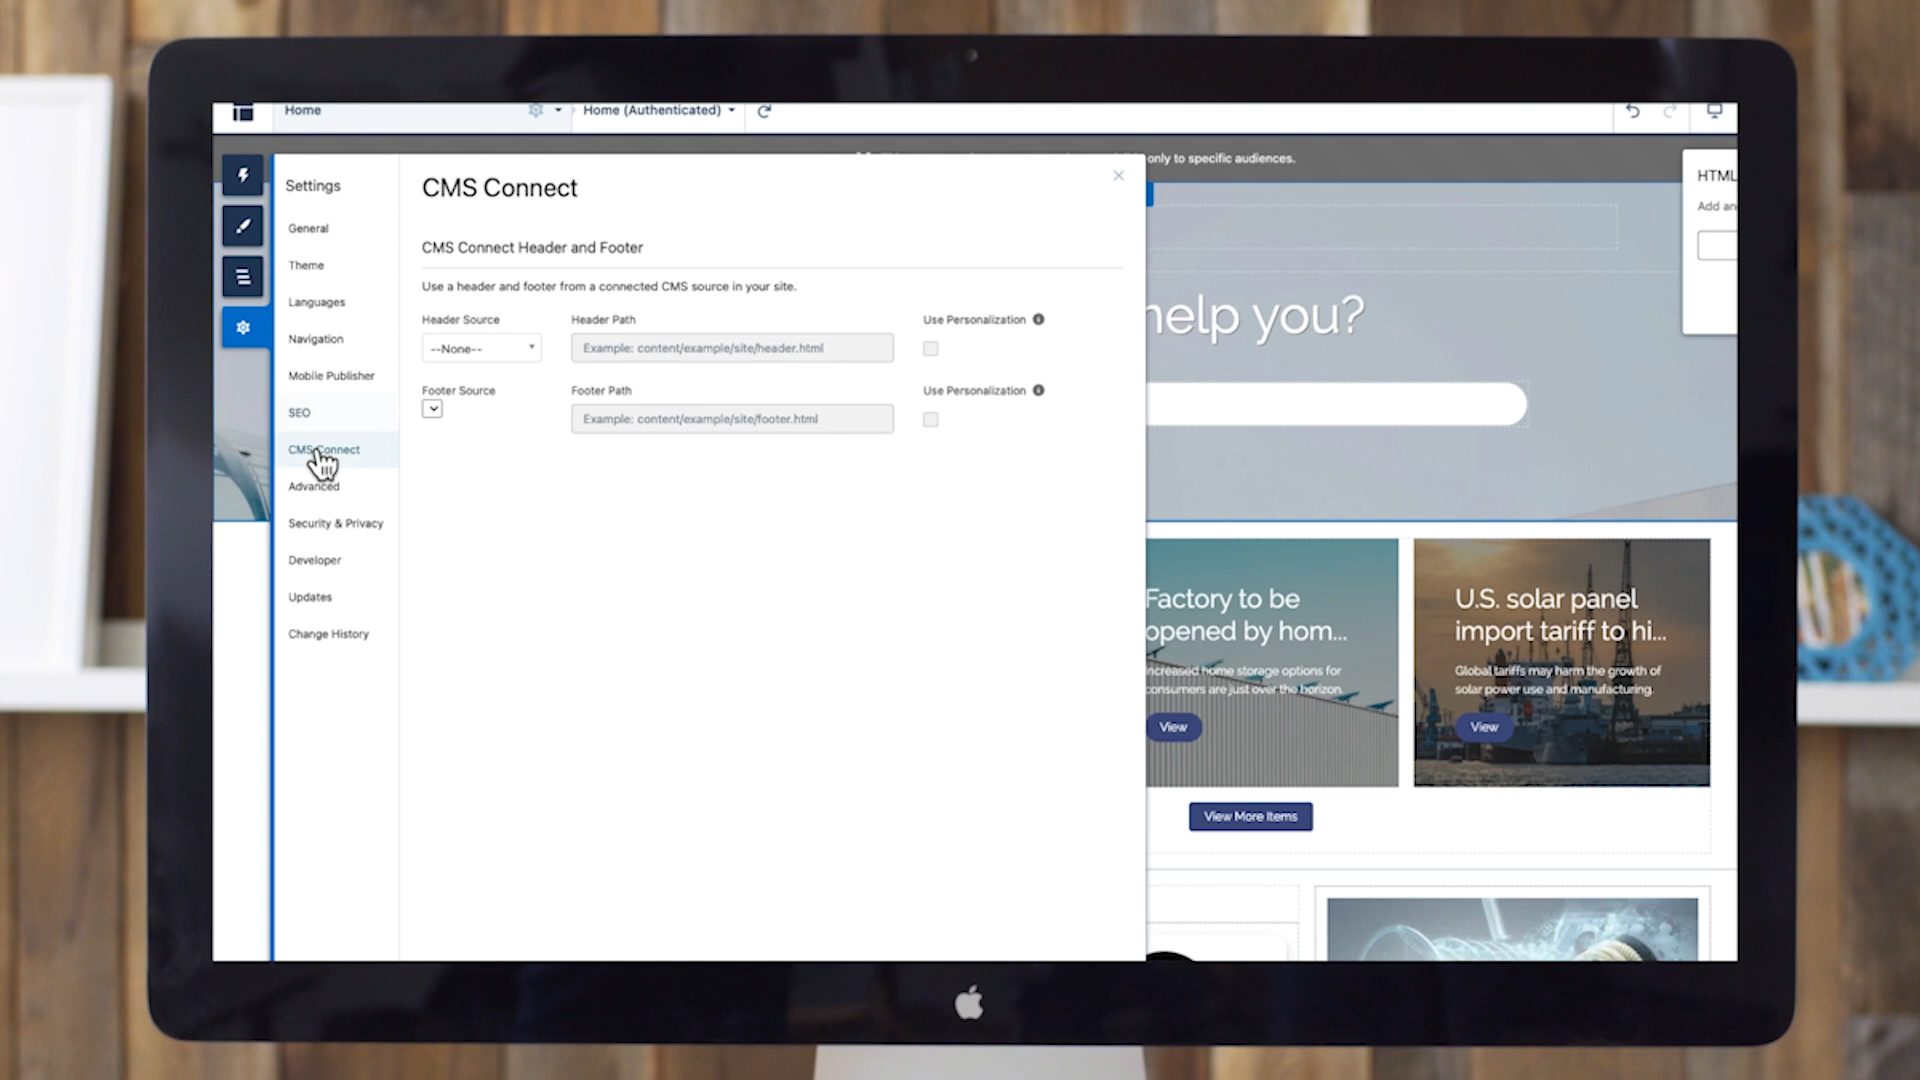 Home
Home (Authenticated)
only to specific audiences.
Settings
General
Theme
Languages
Navigation
Mobile Publisher
SEO
CMS Connect
Advanced
Security & Privacy
Developer
Updates
Change History
CMS Connect
CMS Connect Header and Footer
Use a header and footer from a connected CMS source in your site.
Header Source
Header Path
Use Personalization
--None--
Example: content/example/site/header.html
Footer Source
Footer Path
Use Personalization
Example: content/example/site/footer.html
HTML
Add an
help you?
Factory to be
opened by hom...
Increased home storage options for
consumers are just over the horizon.
View
U.S. solar panel
import tariff to hi...
Global tariffs may harm the growth of
solar power use and manufacturing.
View
View More Items